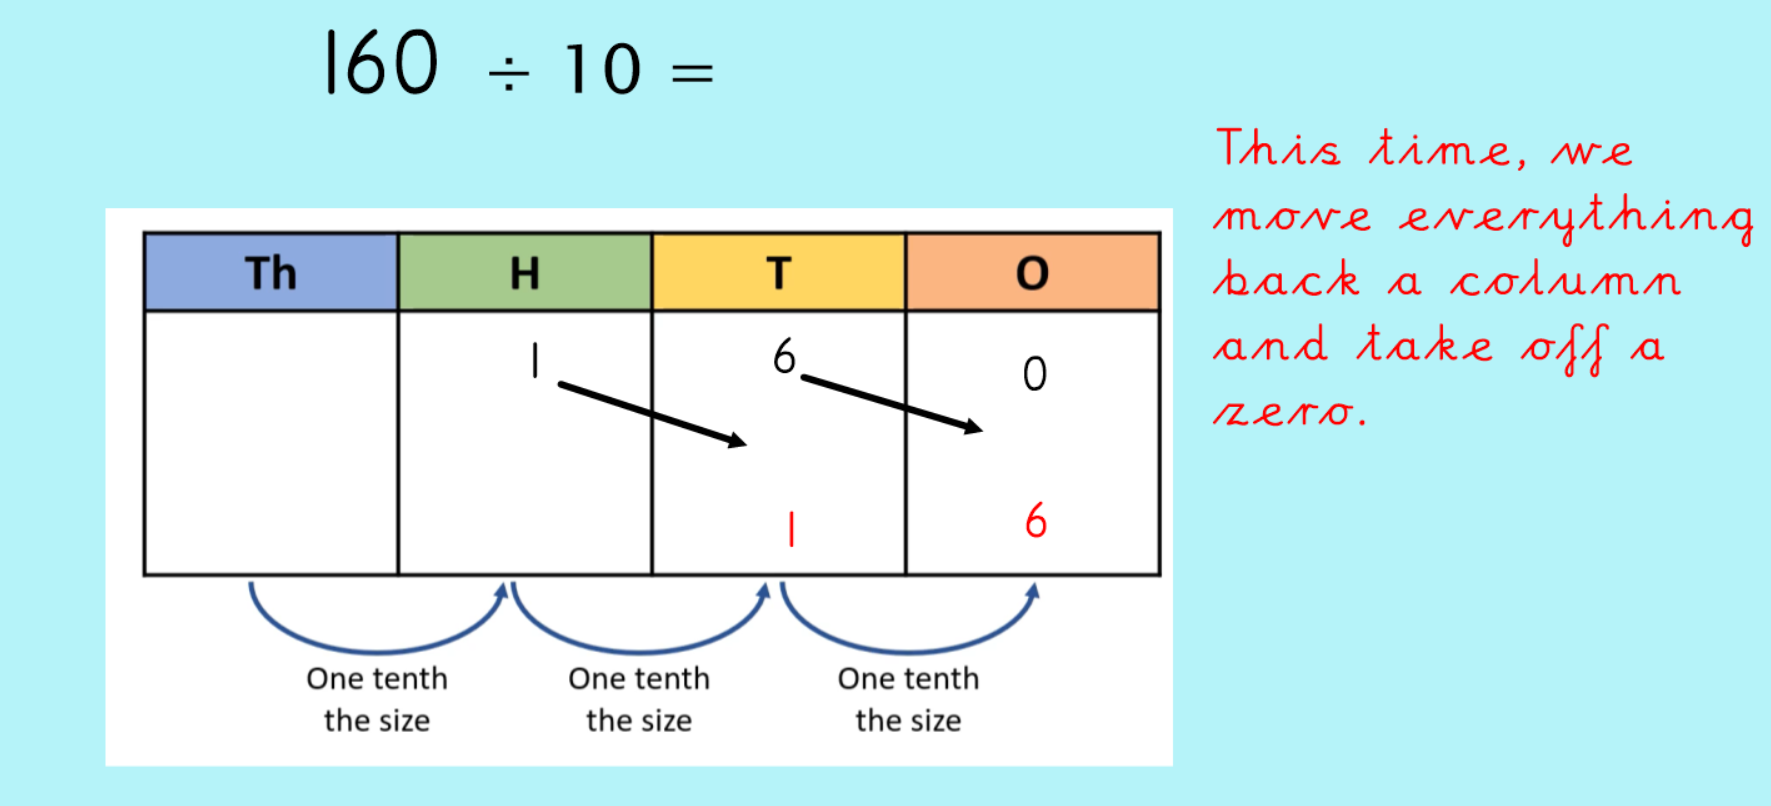 160 ÷ 10 =
This time, we
move everything
back a column
and take off a
zero.
Th H T O
1 6 0
1 6
One tenth One tenth One tenth
the size the size the size